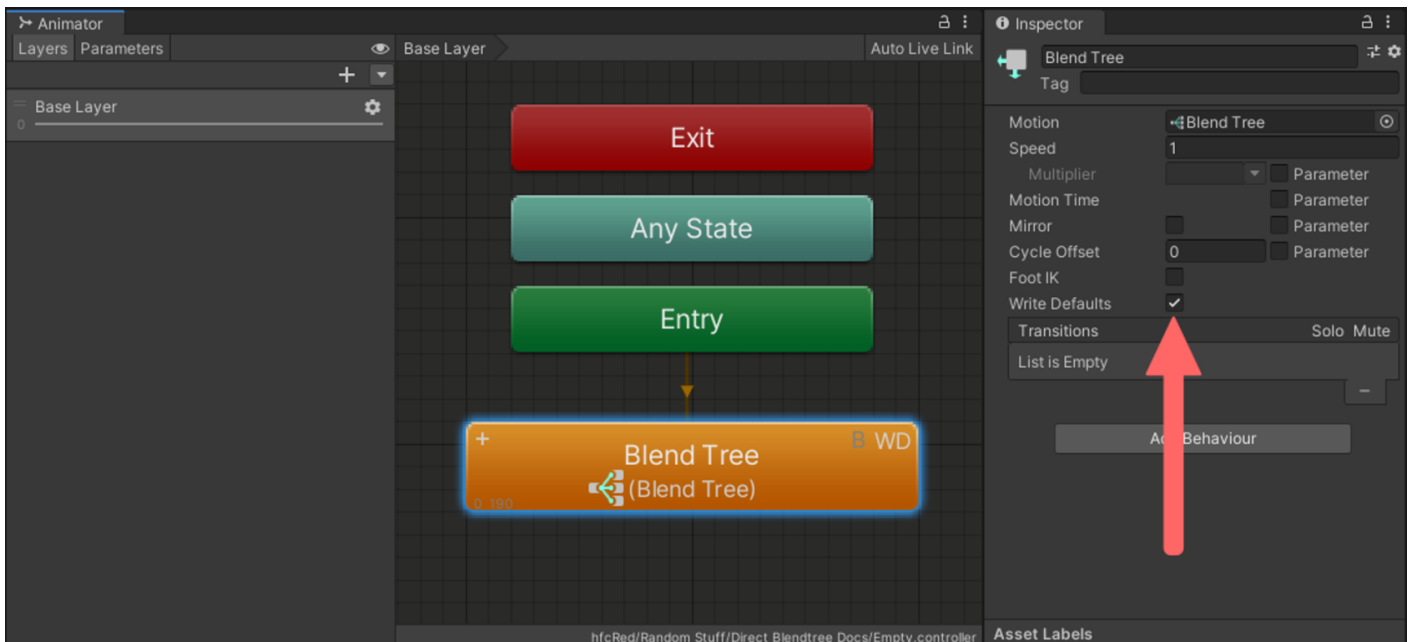 Animator
Layers Parameters
Base Layer
0
Base Layer
Auto Live Link
Exit
Any State
Entry
B WD
Blend Tree
(Blend Tree)
0 190
hfcRed/Random Stuff/Direct Blendtree Docs/Empty.controller
Inspector
Blend Tree
Tag
Motion Blend Tree
Speed 1
Multiplier Parameter
Motion Time Parameter
Mirror Parameter
Cycle Offset 0 Parameter
Foot IK
Write Defaults
Transitions Solo Mute
List is Empty
Behaviour
Asset Labels